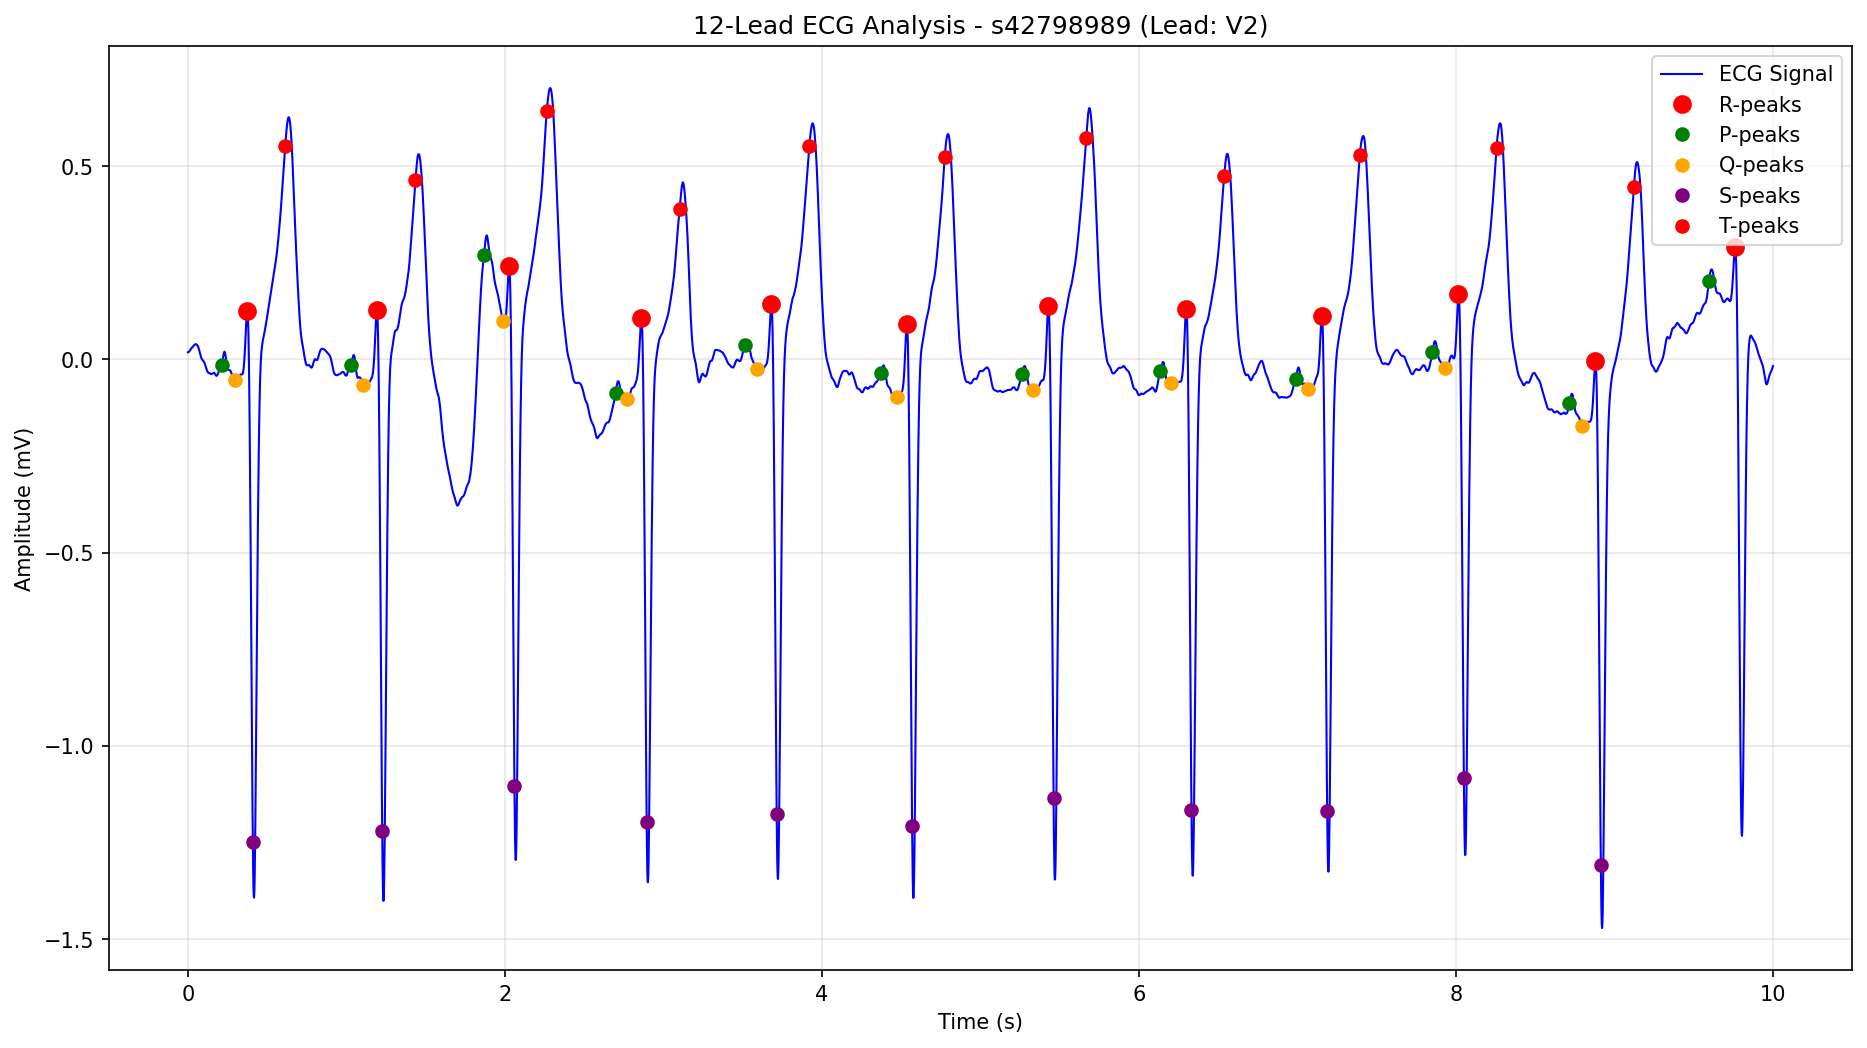 12-Lead ECG Analysis - s42798989 (Lead: V2)
ECG Signal
R-peaks
P-peaks
Q-peaks
S-peaks
T-peaks
Amplitude (mV)
0.5
0.0
−0.5
−1.0
−1.5
0 2 4 6 8 10
Time (s)